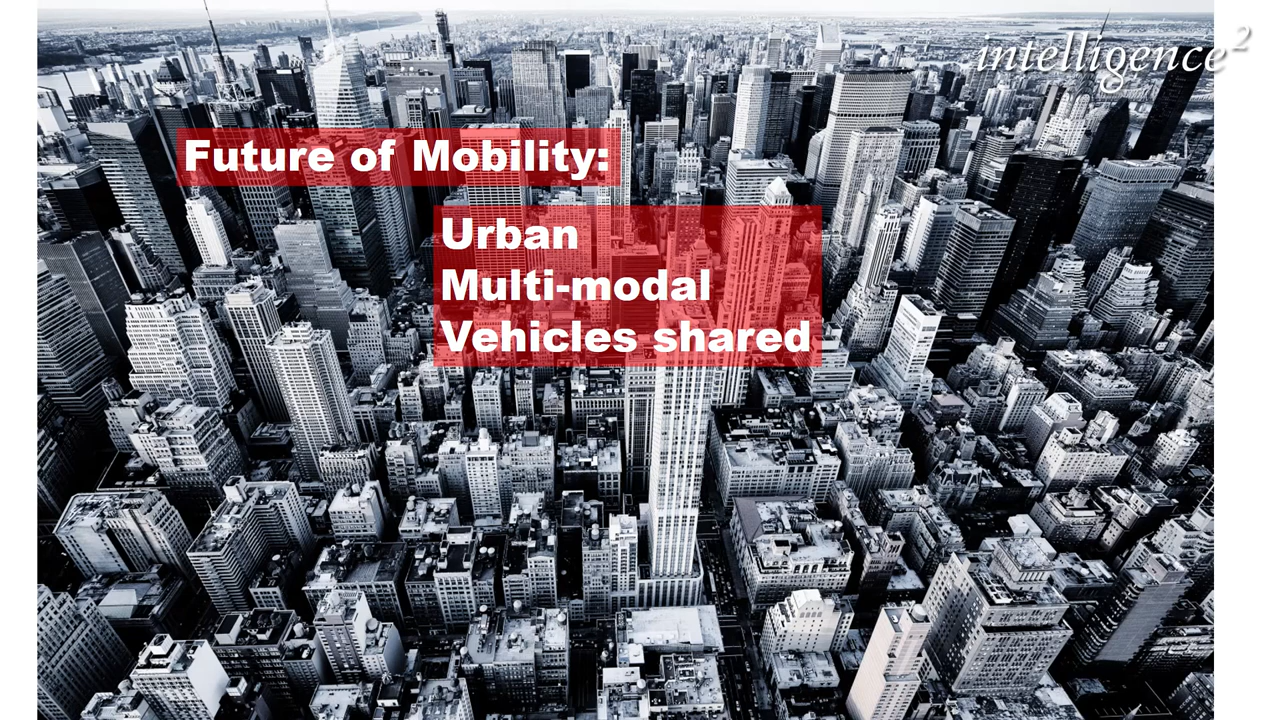 intelligence²
Future of Mobility:
Urban
Multi-modal
Vehicles shared